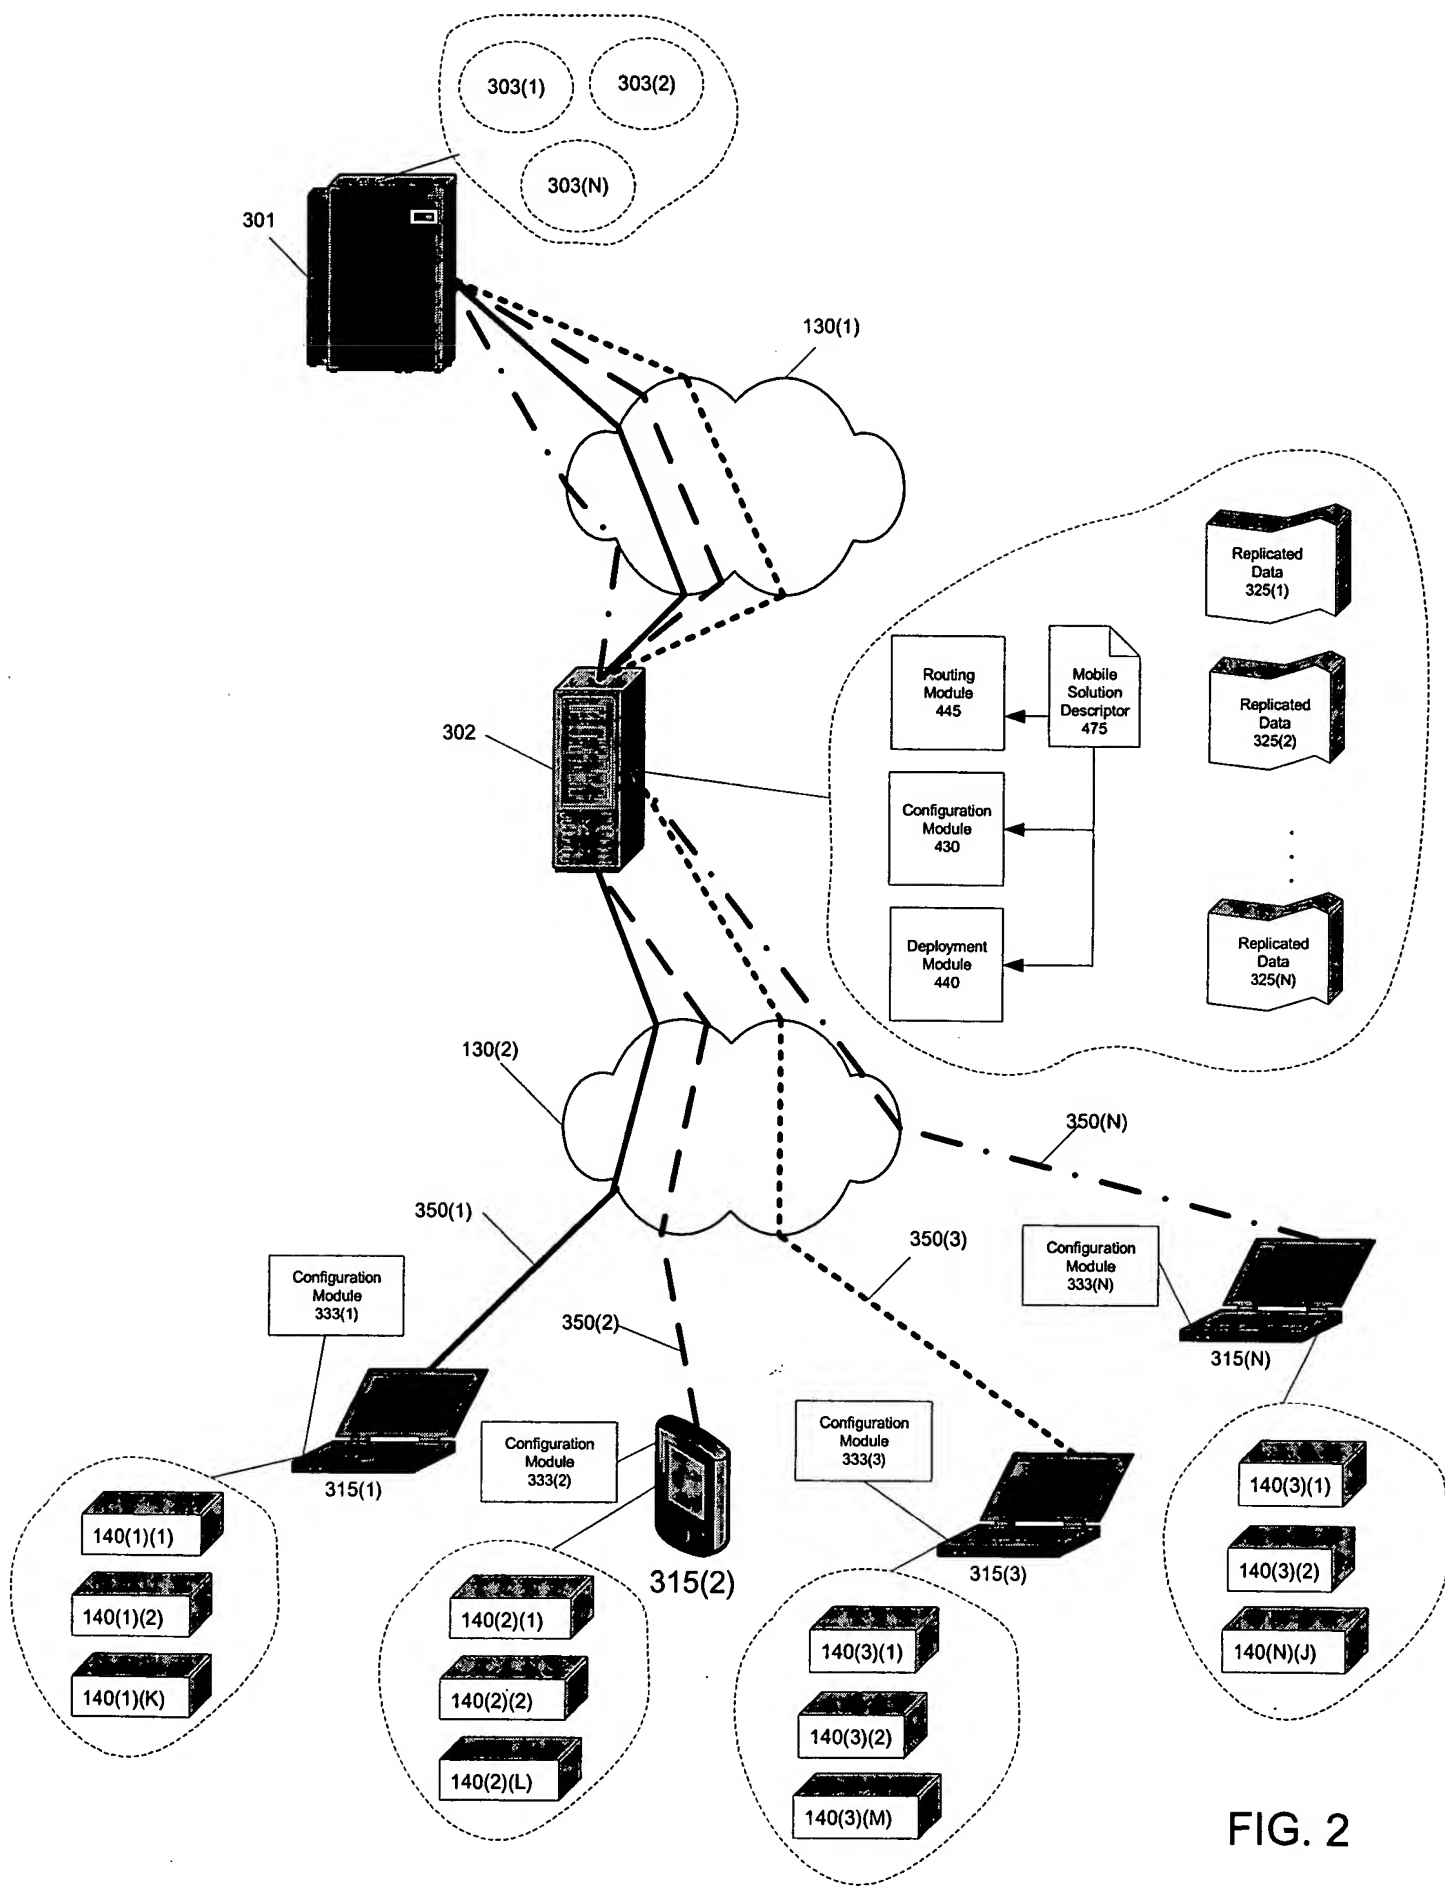 303(1)
303(2)
303(N)
301
130(1)
Replicated
Data
325(1)
Routing
Module
445
Mobile
Solution
Descriptor
475
Replicated
Data
325(2)
302
Configuration
Module
430
Deployment
Module
440
Replicated
Data
325(N)
130(2)
350(N)
350(1)
350(3)
Configuration
Module
333(N)
Configuration
Module
333(1)
350(2)
315(N)
Configuration
Module
333(2)
Configuration
Module
333(3)
315(1)
315(2)
315(3)
140(1)(1)
140(1)(2)
140(1)(K)
140(2)(1)
140(2)(2)
140(2)(L)
140(3)(1)
140(3)(2)
140(3)(M)
140(3)(1)
140(3)(2)
140(N)(J)
FIG. 2